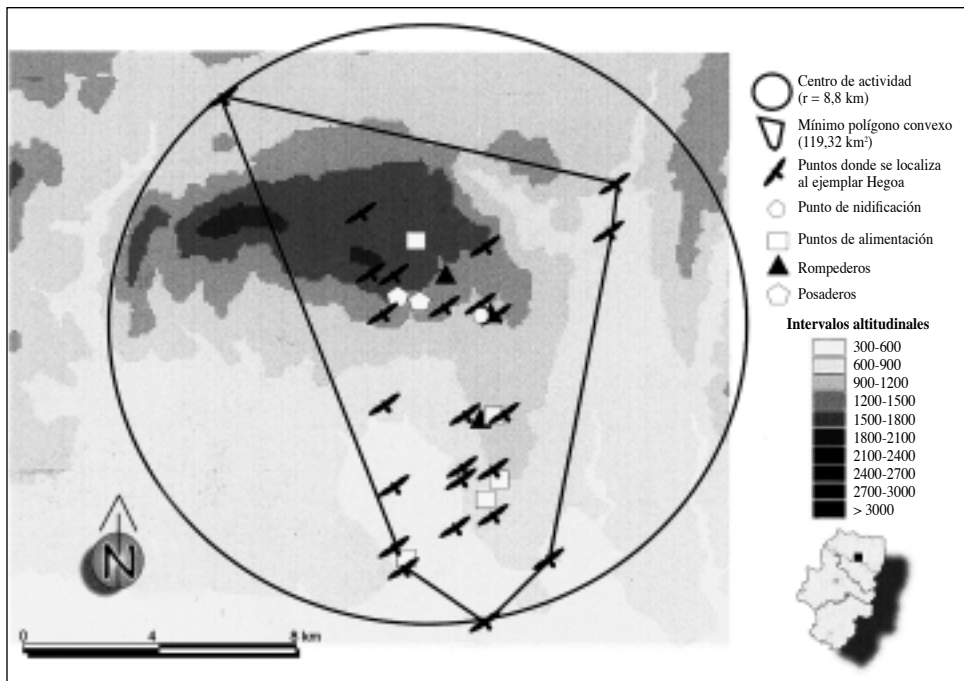 Centro de actividad
(r = 8,8 km)
Mínimo polígono convexo
(119,32 km²)
Puntos donde se localiza
al ejemplar Hegoa
Punto de nidificación
Puntos de alimentación
Rompederos
Posaderos
Intervalos altitudinales
300-600
600-900
900-1200
1200-1500
1500-1800
1800-2100
2100-2400
2400-2700
2700-3000
> 3000
N
0 4 8 km